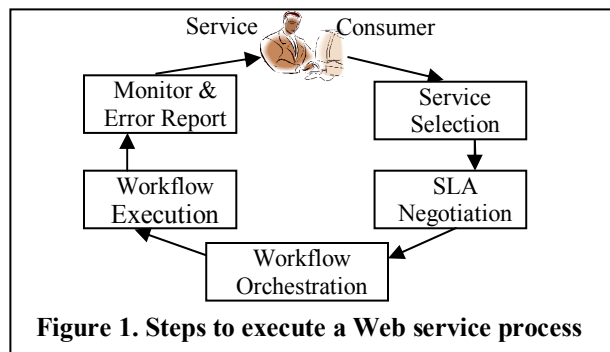 Service Consumer
Monitor &
Error Report
Service
Selection
Workflow
Execution
SLA
Negotiation
Workflow
Orchestration
Figure 1. Steps to execute a Web service process